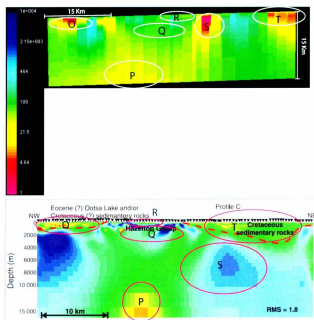 1e+004
2.15e+003
464
100
21.5
4.64
1
15 Km
R
Q
O
P
S
T
15 Km
Eocene (?) Ootsa Lake and/or
Cretaceous (?) sedimentary rocks
R
Profile C
NW
O
Hazelton Group
Q
T
Cretaceous
sedimentary rocks
2000
4000
6000
8000
10 000
15 000
Depth (m)
S
P
10 km
RMS = 1.8